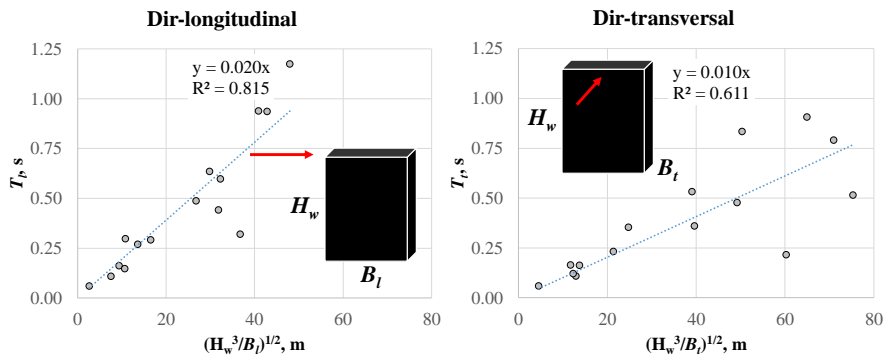 Dir-longitudinal
y = 0.020x
R² = 0.815
T_l, s
1.25
1.00
0.75
0.50
0.25
0.00
H_w
B_l
0
20
40
60
80
(H_w³/B_l)^1/2, m
Dir-transversal
y = 0.010x
R² = 0.611
T_l, s
1.25
1.00
0.75
0.50
0.25
0.00
H_w
B_t
0
20
40
60
80
(H_w³/B_l)^1/2, m